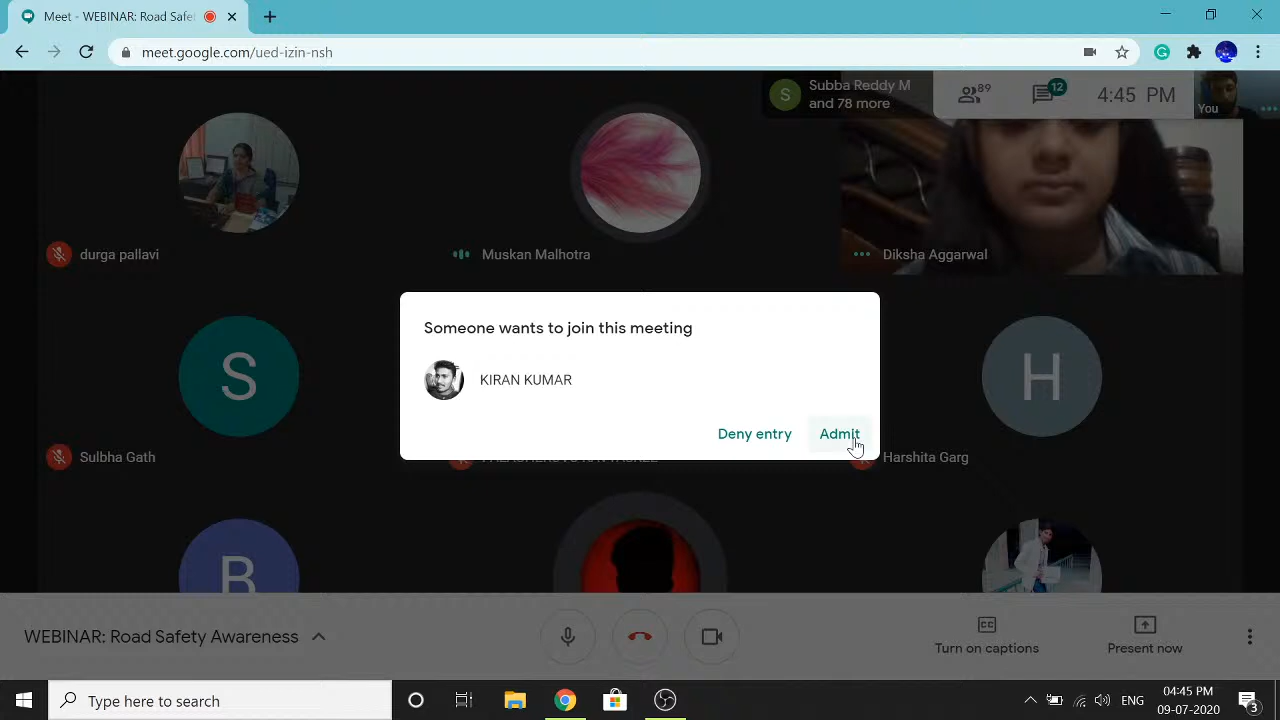 Meet - WEBINAR: Road Safe
meet.google.com/ued-izin-nsh
S
Subba Reddy M
and 78 more
89
12
4:45 PM
You
durga pallavi
Muskan Malhotra
Diksha Aggarwal
Someone wants to join this meeting
KIRAN KUMAR
Deny entry
Admit
S
H
Sulbha Gath
Harshita Garg
B
WEBINAR: Road Safety Awareness
CC
Turn on captions
Present now
Type here to search
ENG
04:45 PM
09-07-2020
3